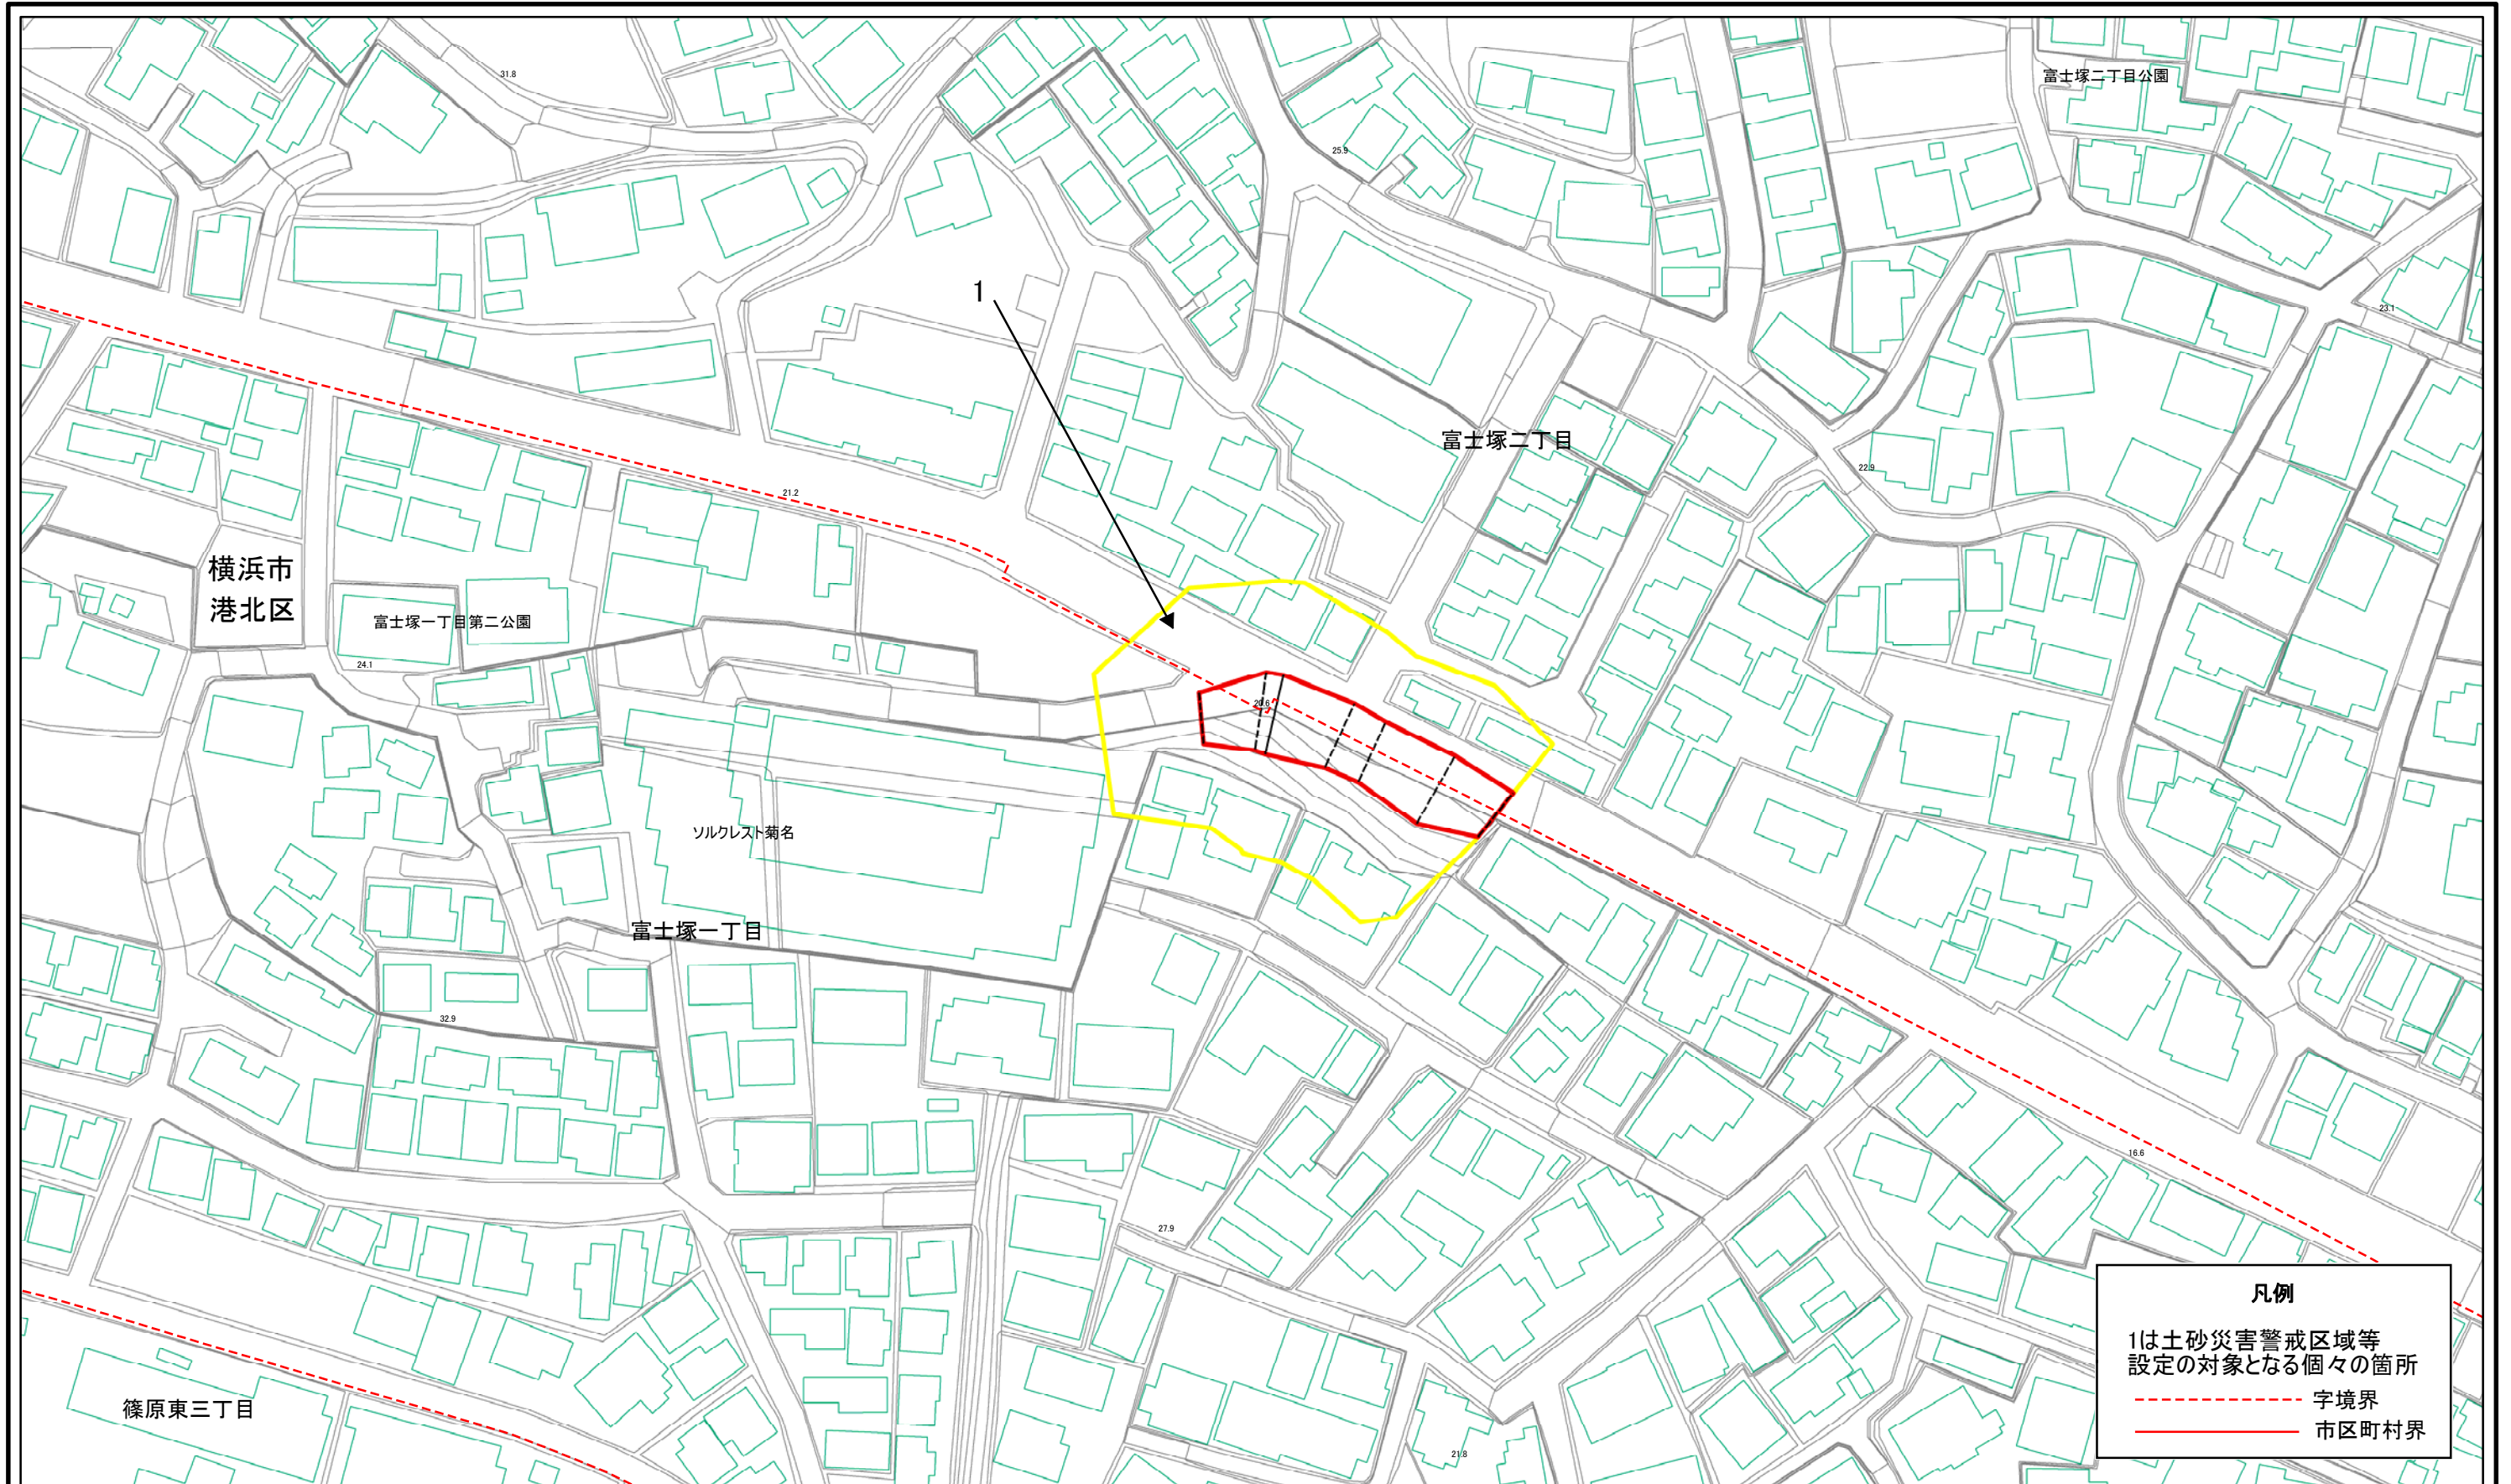 31.8
富士塚二丁目公園
25.9
1
23.1
富士塚二丁目
22.9
21.2
横浜市
港北区
富士塚一丁目第二公園
24.1
20.6
ソルクレスト菊名
富士塚一丁目
32.9
16.6
27.9
凡例
1は土砂災害警戒区域等
設定の対象となる個々の箇所
字境界
市区町村界
篠原東三丁目
21.8